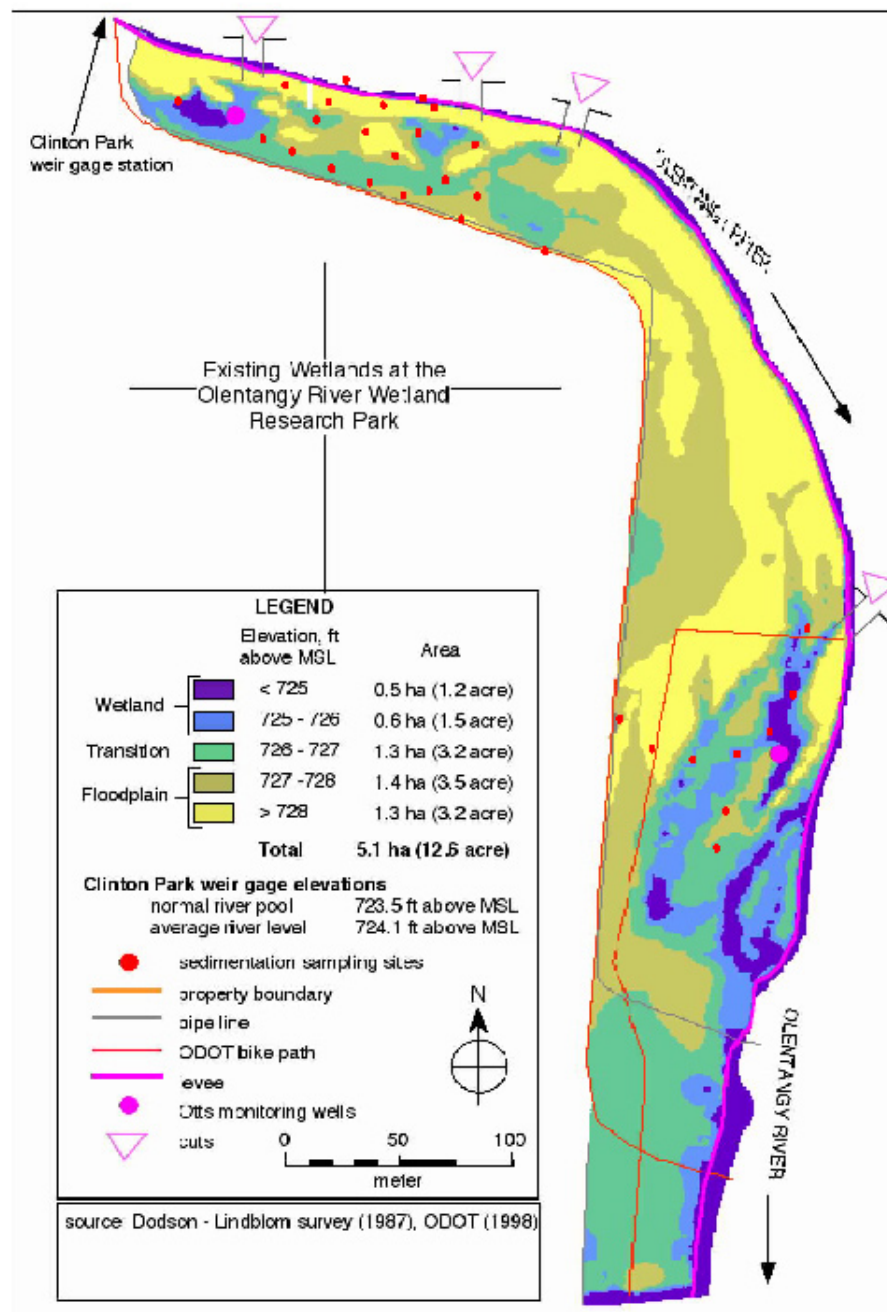 Clinton Park
weir gage station
OLENTANGY RIVER
Existing Wetlands at the
Olentangy River Wetland
Research Park
LEGEND
Elevation, ft
above MSL
Area
Wetland
< 725
0.5 ha (1.2 acre)
725 - 726
0.6 ha (1.5 acre)
Transition
726 - 727
1.3 ha (3.2 acre)
Floodplain
727 -728
1.4 ha (3.5 acre)
> 728
1.3 ha (3.2 acre)
Total 5.1 ha (12.6 acre)
Clinton Park weir gage elevations
normal river pool 723.5 ft above MSL
average river level 724.1 ft above MSL
sedimentation sampling sites
property boundary
pipe line
ODOT bike path
levee
Otts monitoring wells
cuts
N
0 50 100
meter
source: Dodson - Lindblom survey (1987), ODOT (1998)
OLENTANGY RIVER